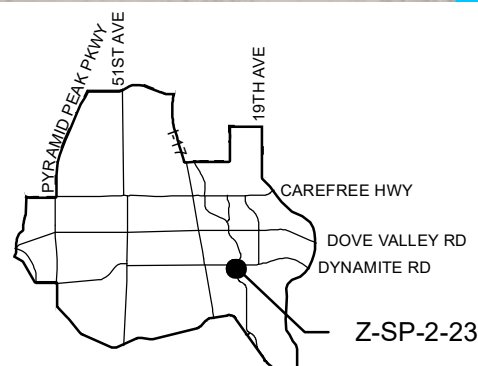 PYRAMID PEAK PKWY
51ST AVE
I-17
19TH AVE
CAREFREE HWY
DOVE VALLEY RD
DYNAMITE RD
Z-SP-2-23